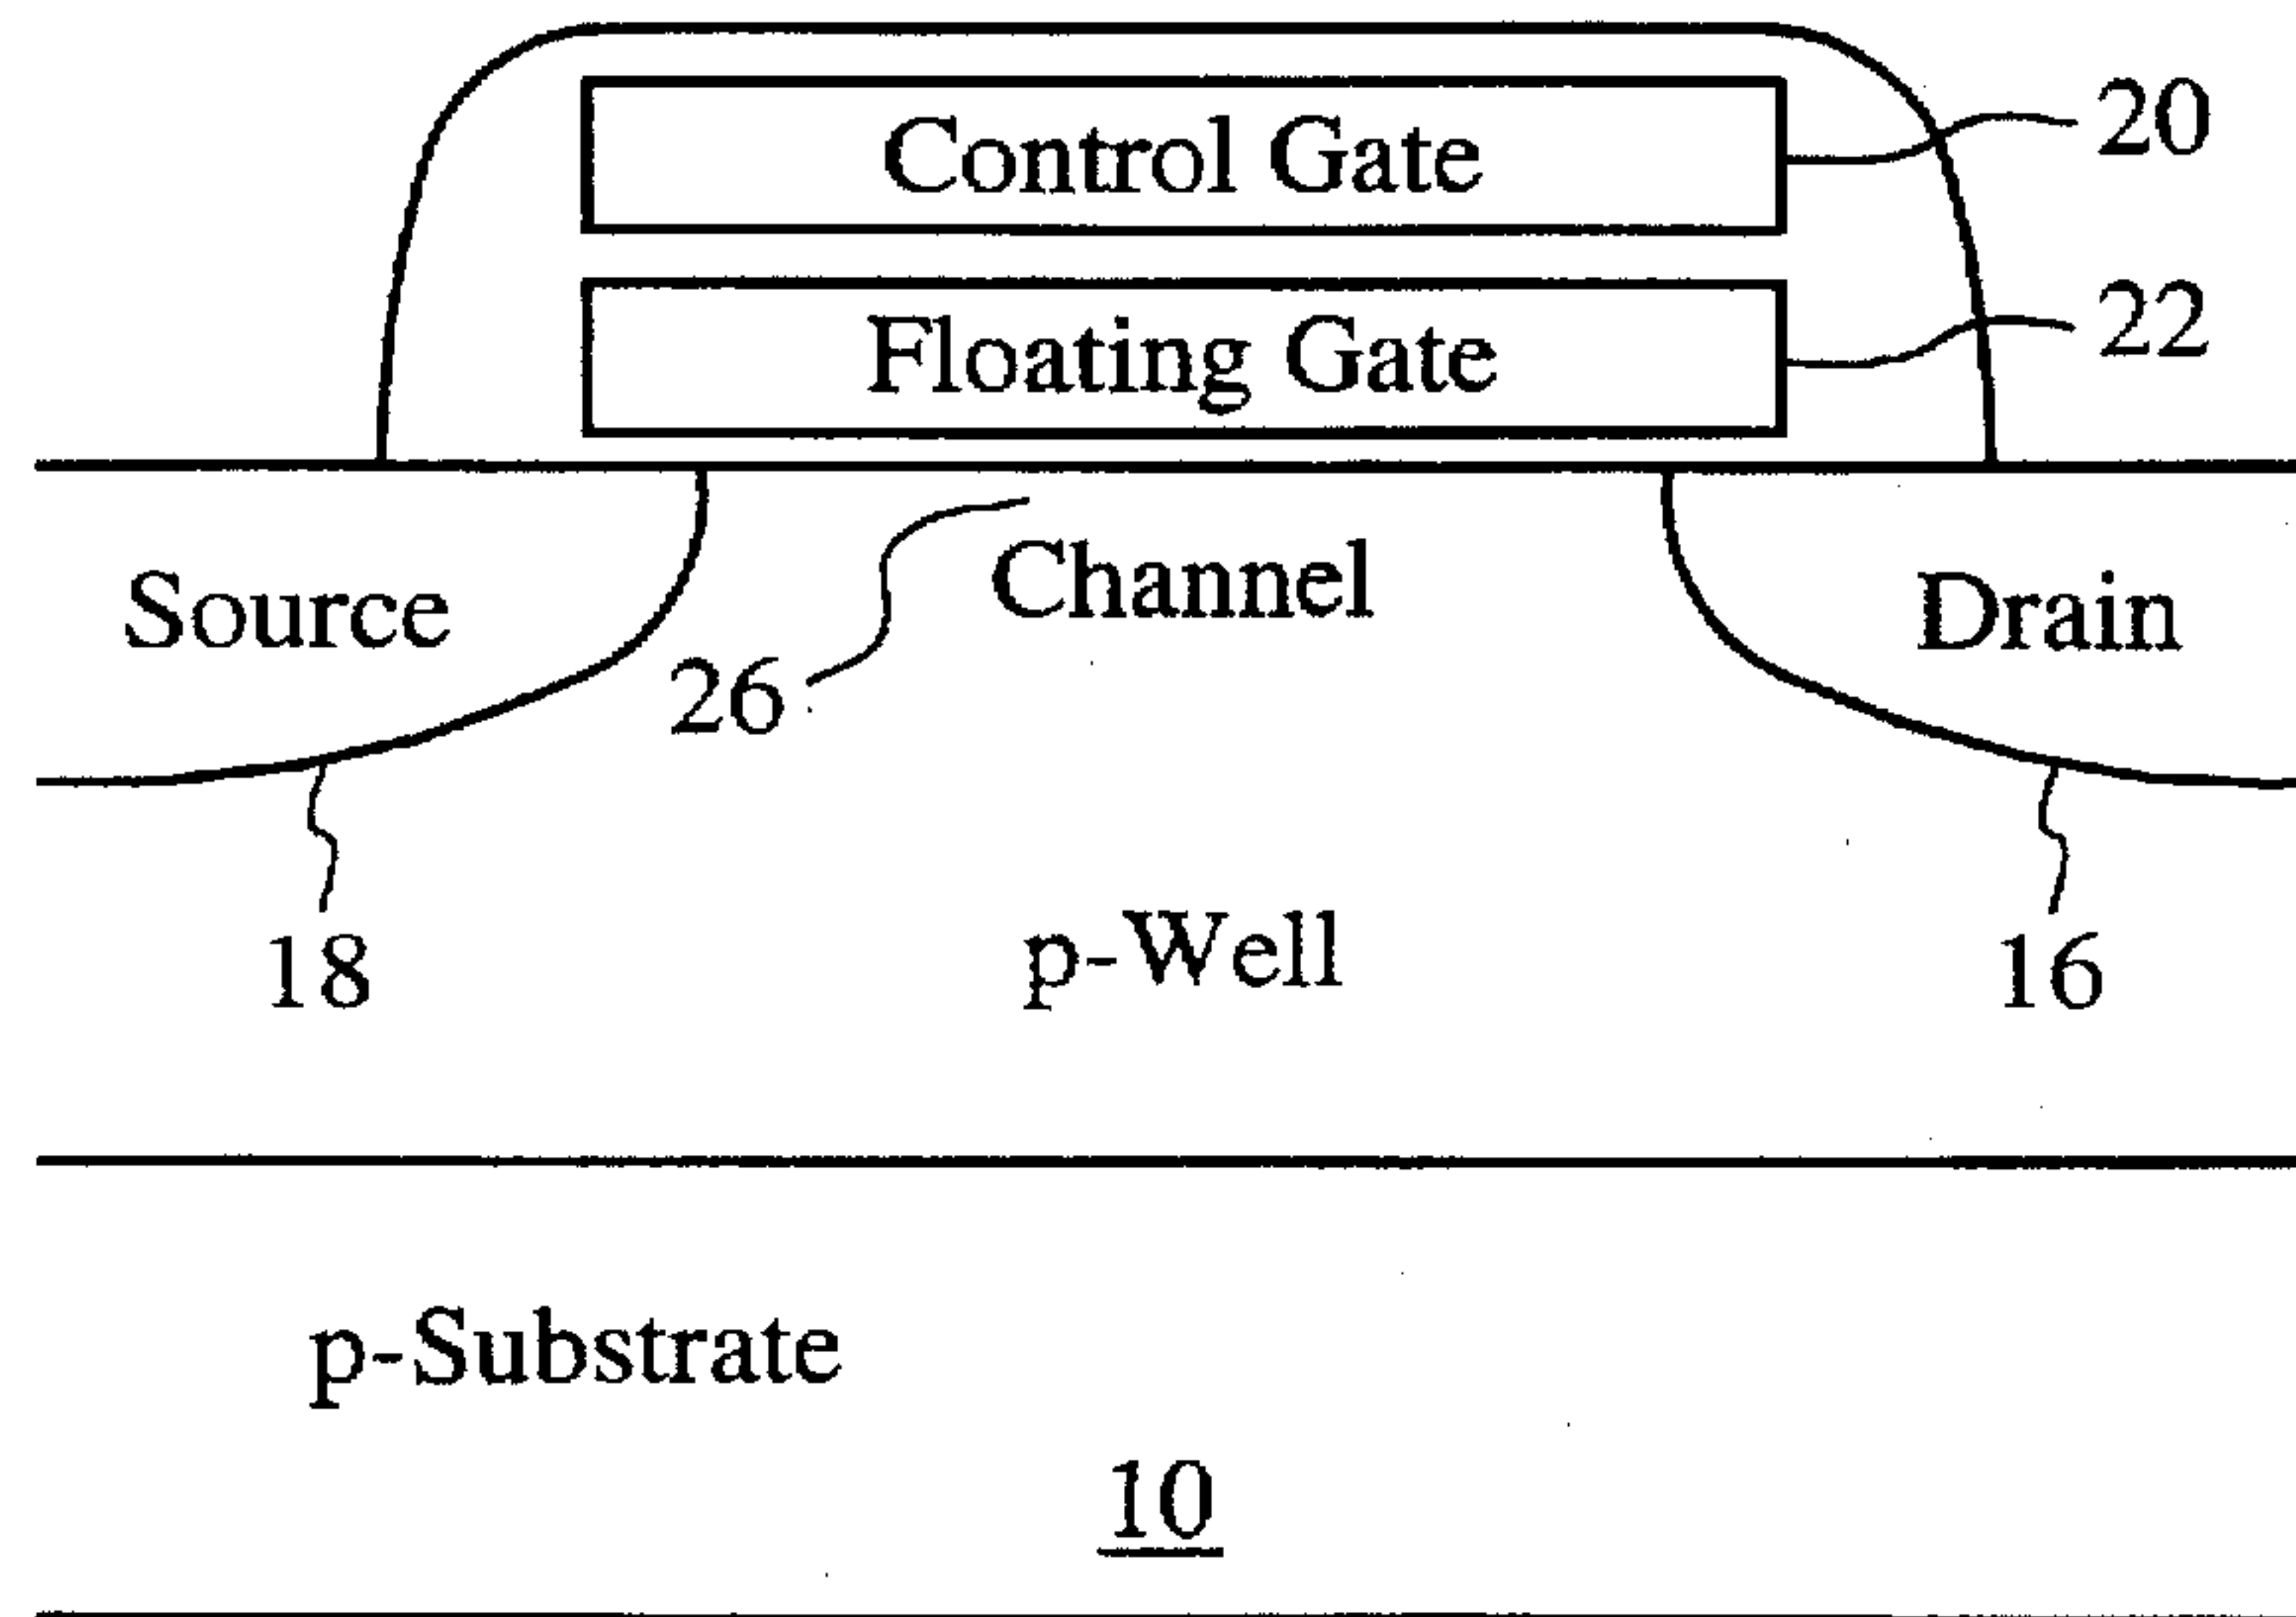 Control Gate
20
Floating Gate
22
Source
Channel
Drain
26
18
p-Well
16
p-Substrate
10